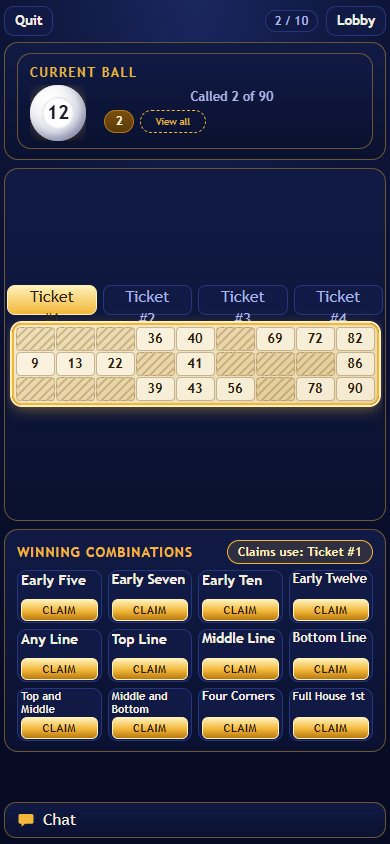 Quit
2 / 10
Lobby
CURRENT BALL
12
Called 2 of 90
2
View all
Ticket #1
Ticket #2
Ticket #3
Ticket #4
36 40 69 72 82
9 13 22 41 86
39 43 56 78 90
WINNING COMBINATIONS
Claims use: Ticket #1
Early Five
CLAIM
Early Seven
CLAIM
Early Ten
CLAIM
Early Twelve
CLAIM
Any Line
CLAIM
Top Line
CLAIM
Middle Line
CLAIM
Bottom Line
CLAIM
Top and
Middle
CLAIM
Middle and
Bottom
CLAIM
Four Corners
CLAIM
Full House 1st
CLAIM
Chat